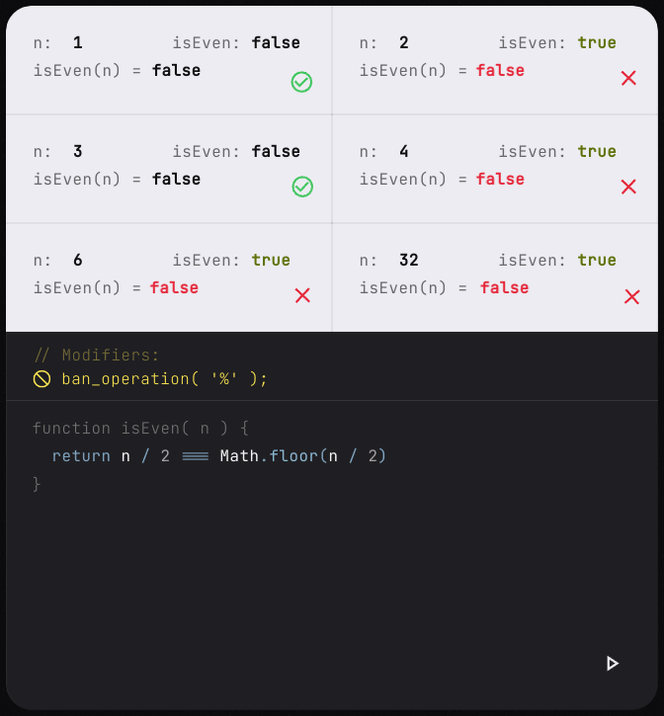 n: 1 isEven: false
isEven(n) = false
n: 2 isEven: true
isEven(n) = false
n: 3 isEven: false
isEven(n) = false
n: 4 isEven: true
isEven(n) = false
n: 6 isEven: true
isEven(n) = false
n: 32 isEven: true
isEven(n) = false
// Modifiers:
ban_operation( '%' );
function isEven( n ) {
return n / 2 === Math.floor(n / 2)
}